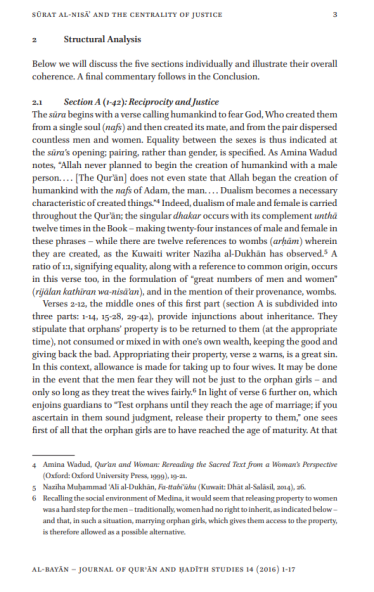 SŪRAT AL-NISĀʾ AND THE CENTRALITY OF JUSTICE 3
2 Structural Analysis
Below we will discuss the five sections individually and illustrate their overall
coherence. A final commentary follows in the Conclusion.
2.1 Section A (1-42): Reciprocity and Justice
The sūra begins with a verse calling humankind to fear God, Who created them
from a single soul (nafs) and then created its mate, and from the pair dispersed
countless men and women. Equality between the sexes is thus indicated at
the sūra's opening; pairing, rather than gender, is specified. As Amina Wadud
notes, "Allah never planned to begin the creation of humankind with a male
person.… [The Qurʾān] does not even state that Allah began the creation of
humankind with the nafs of Adam, the man.… Dualism becomes a necessary
characteristic of created things."4 Indeed, dualism of male and female is carried
throughout the Qurʾān; the singular dhakar occurs with its complement unthā
twelve times in the Book – making twenty-four instances of male and female in
these phrases – while there are twelve references to wombs (arḥām) wherein
they are created, as the Kuwaiti writer Nazīha al-Dukhān has observed.5 A
ratio of 1:1, signifying equality, along with a reference to common origin, occurs
in this verse too, in the formulation of "great numbers of men and women"
(rijālan kathīran wa-nisāʾan), and in the mention of their provenance, wombs.
Verses 2-12, the middle ones of this first part (section A is subdivided into
three parts: 1-14, 15-28, 29-42), provide injunctions about inheritance. They
stipulate that orphans' property is to be returned to them (at the appropriate
time), not consumed or mixed in with one's own wealth, keeping the good and
giving back the bad. Appropriating their property, verse 2 warns, is a great sin.
In this context, allowance is made for taking up to four wives. It may be done
in the event that the men fear they will not be just to the orphan girls – and
only so long as they treat the wives fairly.6 In light of verse 6 further on, which
enjoins guardians to "Test orphans until they reach the age of marriage; if you
ascertain in them sound judgment, release their property to them," one sees
first of all that the orphan girls are to have reached the age of maturity. At that
4 Amina Wadud, Qurʾan and Woman: Rereading the Sacred Text from a Woman's Perspective
(Oxford: Oxford University Press, 1999), 19-21.
5 Nazīha Muḥammad ʿAlī al-Dukhān, Fa-ttabiʿūhu (Kuwait: Dhāt al-Salāsil, 2014), 26.
6 Recalling the social environment of Medina, it would seem that releasing property to women
was a hard step for the men – traditionally, women had no right to inherit, as indicated below –
and that, in such a situation, marrying orphan girls, which gives them access to the property,
is therefore allowed as a possible alternative.
AL-BAYĀN – JOURNAL OF QURʾĀN AND ḤADĪTH STUDIES 14 (2016) 1-17